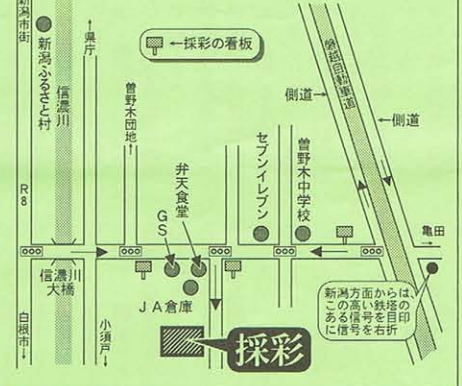 新潟市街
新潟ふるさと村
信濃川
↑県庁
←採彩の看板
曽野木団地↑
弁天食堂
GS
セブンイレブン
曽野木中学校
磐越自動車道
側道→
←側道
亀田
R8
信濃川
大橋
JA倉庫
白根市↓
小須戸↓
採彩
新潟方面からは、
この高い鉄塔の
ある信号を目印
に信号を右折